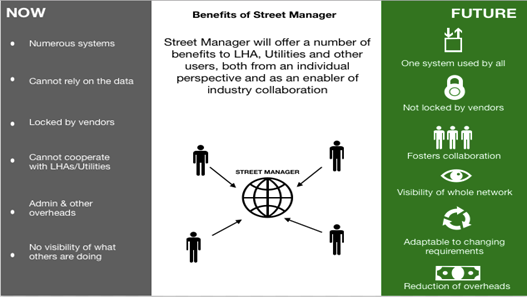 NOW
Numerous systems
Cannot rely on the data
Locked by vendors
Cannot cooperate
with LHAs/Utilities
Admin & other
overheads
No visibility of what
others are doing
Benefits of Street Manager
Street Manager will offer a number of
benefits to LHA, Utilities and other
users, both from an individual
perspective and as an enabler of
industry collaboration
STREET MANAGER
FUTURE
One system used by all
Not locked by vendors
Fosters collaboration
Visibility of whole network
Adaptable to changing
requirements
Reduction of overheads